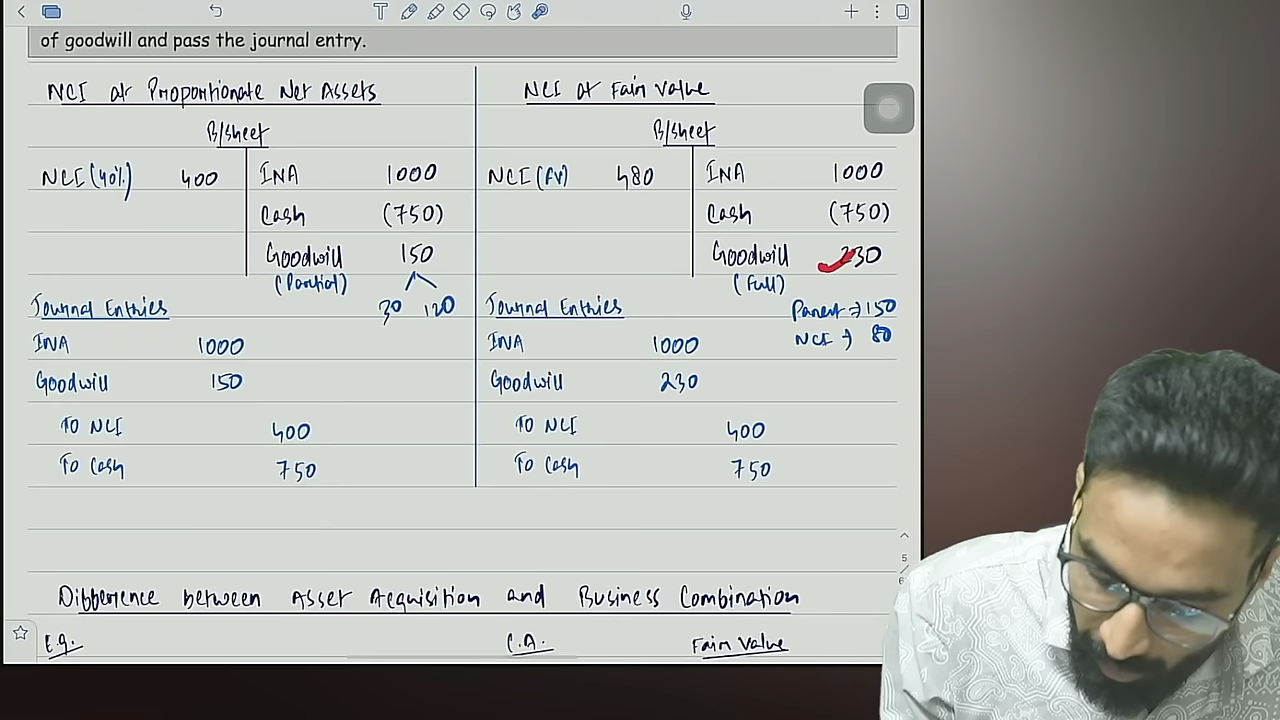 of goodwill and pass the journal entry.
NCI at Proportionate Net Assets
B/sheet
NCI (40%) 400 INA 1000
Cash (750)
Goodwill 150
(Partial)
30 120
Journal Entries
INA 1000
Goodwill 150
To NCI 400
To Cash 750
NCI at Fair Value
B/sheet
NCI (FV) 480 INA 1000
Cash (750)
Goodwill 230
(Full)
Parent → 150
NCI → 80
Journal Entries
INA 1000
Goodwill 230
To NCI 400
To Cash 750
Difference between Asset Acquisition and Business Combination
E.g. C.A. Fair Value
5
/
6